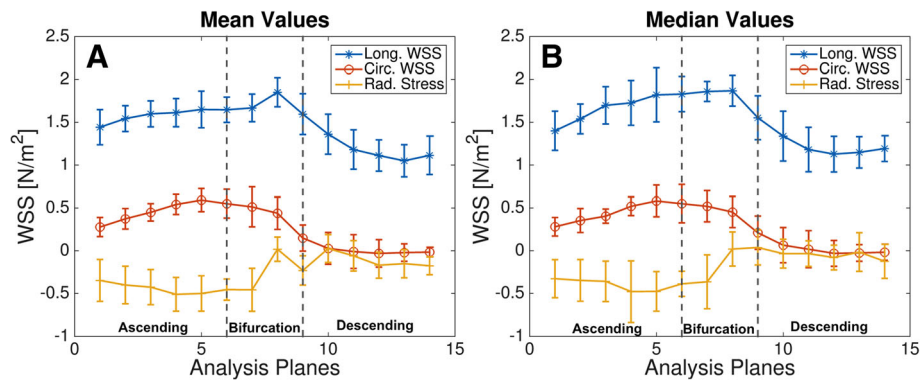 Mean Values
A
Long. WSS
Circ. WSS
Rad. Stress
WSS [N/m²]
2.5
2
1.5
1
0.5
0
-0.5
-1
Ascending
Bifurcation
Descending
0
5
10
15
Analysis Planes
Median Values
B
Long. WSS
Circ. WSS
Rad. Stress
WSS [N/m²]
2.5
2
1.5
1
0.5
0
-0.5
-1
Ascending
Bifurcation
Descending
0
5
10
15
Analysis Planes